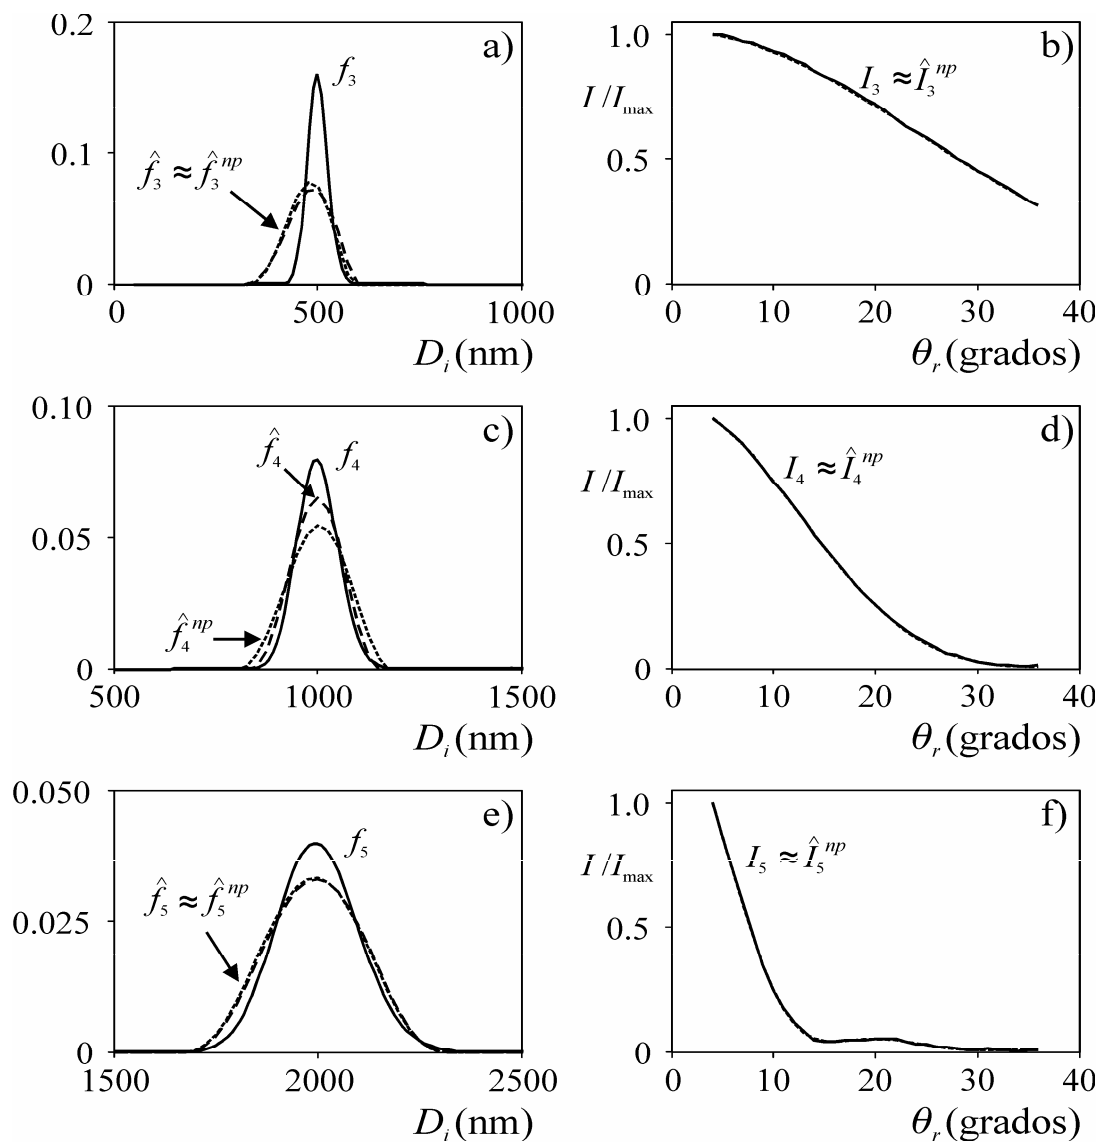 a)
0.2
0.1
0
f₃
f̂₃ ≈ f̂₃ⁿᵖ
0 500 1000
Dᵢ (nm)
b)
1.0
I /Iₘₐₓ
0.5
0
I₃ ≈ Î₃ⁿᵖ
0 10 20 30 40
θᵣ (grados)
c)
0.10
0.05
0
f̂₄
f₄
f̂₄ⁿᵖ
500 1000 1500
Dᵢ (nm)
d)
1.0
I /Iₘₐₓ
0.5
0
I₄ ≈ Î₄ⁿᵖ
0 10 20 30 40
θᵣ (grados)
e)
0.050
0.025
0
f₅
f̂₅ ≈ f̂₅ⁿᵖ
1500 2000 2500
Dᵢ (nm)
f)
1.0
I /Iₘₐₓ
0.5
0
I₅ ≈ Î₅ⁿᵖ
0 10 20 30 40
θᵣ (grados)